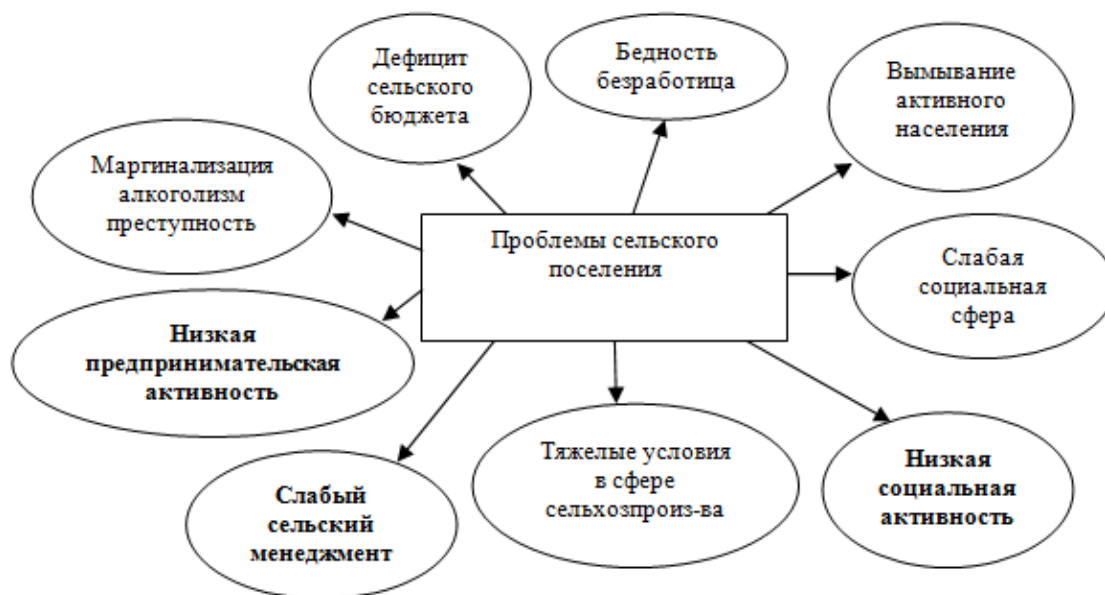 Дефицит
сельского
бюджета
Бедность
безработица
Вымывание
активного
населения
Маргинализация
алкоголизм
преступность
Проблемы сельского
поселения
Слабая
социальная
сфера
Низкая
предпринимательская
активность
Слабый
сельский
менеджмент
Тяжелые условия
в сфере
сельхозпроиз-ва
Низкая
социальная
активность